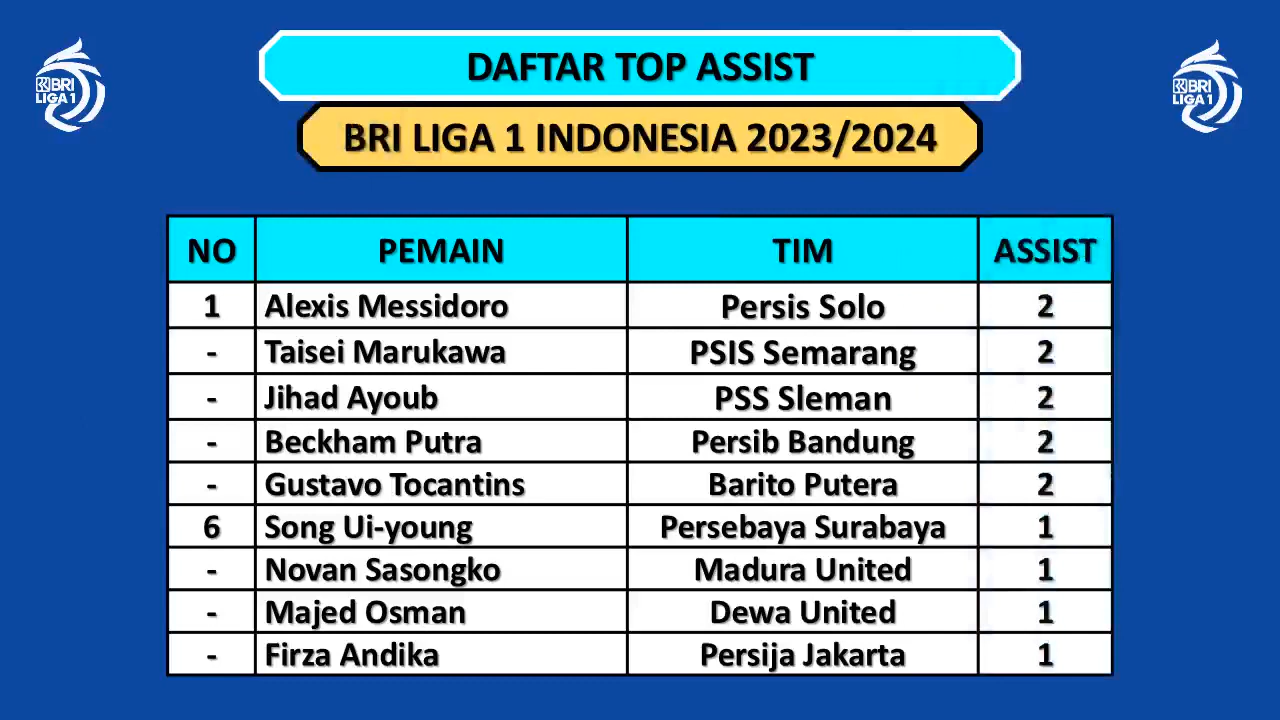 DAFTAR TOP ASSIST
BRI LIGA 1 INDONESIA 2023/2024
BRI
LIGA 1
BRI
LIGA 1
NO PEMAIN TIM ASSIST
1 Alexis Messidoro Persis Solo 2
- Taisei Marukawa PSIS Semarang 2
- Jihad Ayoub PSS Sleman 2
- Beckham Putra Persib Bandung 2
- Gustavo Tocantins Barito Putera 2
6 Song Ui-young Persebaya Surabaya 1
- Novan Sasongko Madura United 1
- Majed Osman Dewa United 1
- Firza Andika Persija Jakarta 1